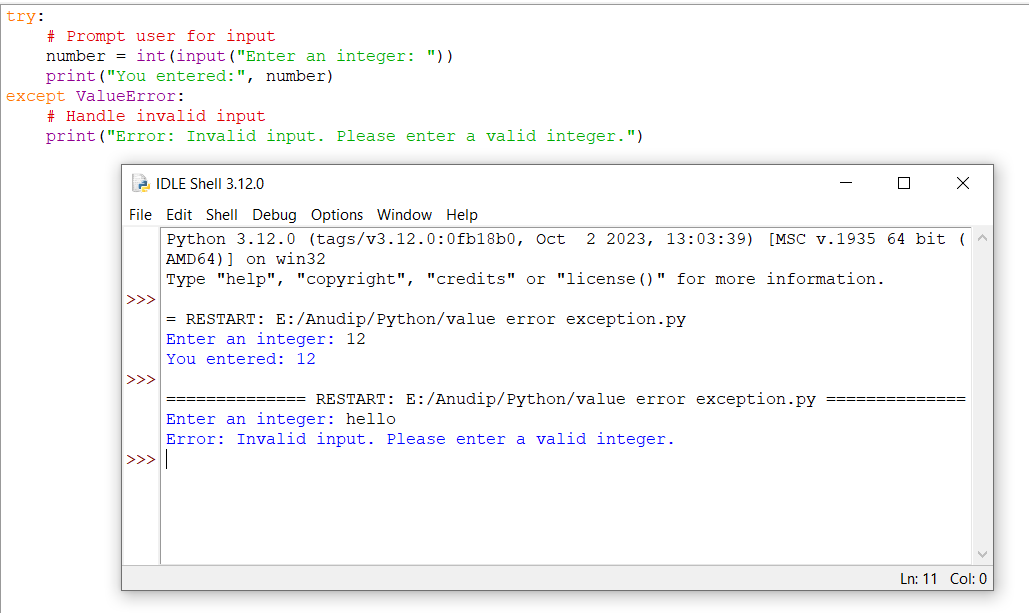 try:
    # Prompt user for input
    number = int(input("Enter an integer: "))
    print("You entered:", number)
except ValueError:
    # Handle invalid input
    print("Error: Invalid input. Please enter a valid integer.")
IDLE Shell 3.12.0
File Edit Shell Debug Options Window Help
Python 3.12.0 (tags/v3.12.0:0fb18b0, Oct  2 2023, 13:03:39) [MSC v.1935 64 bit (
AMD64)] on win32
Type "help", "copyright", "credits" or "license()" for more information.
>>>
= RESTART: E:/Anudip/Python/value error exception.py
Enter an integer: 12
You entered: 12
>>>
============== RESTART: E:/Anudip/Python/value error exception.py ==============
Enter an integer: hello
Error: Invalid input. Please enter a valid integer.
>>>
Ln: 11 Col: 0